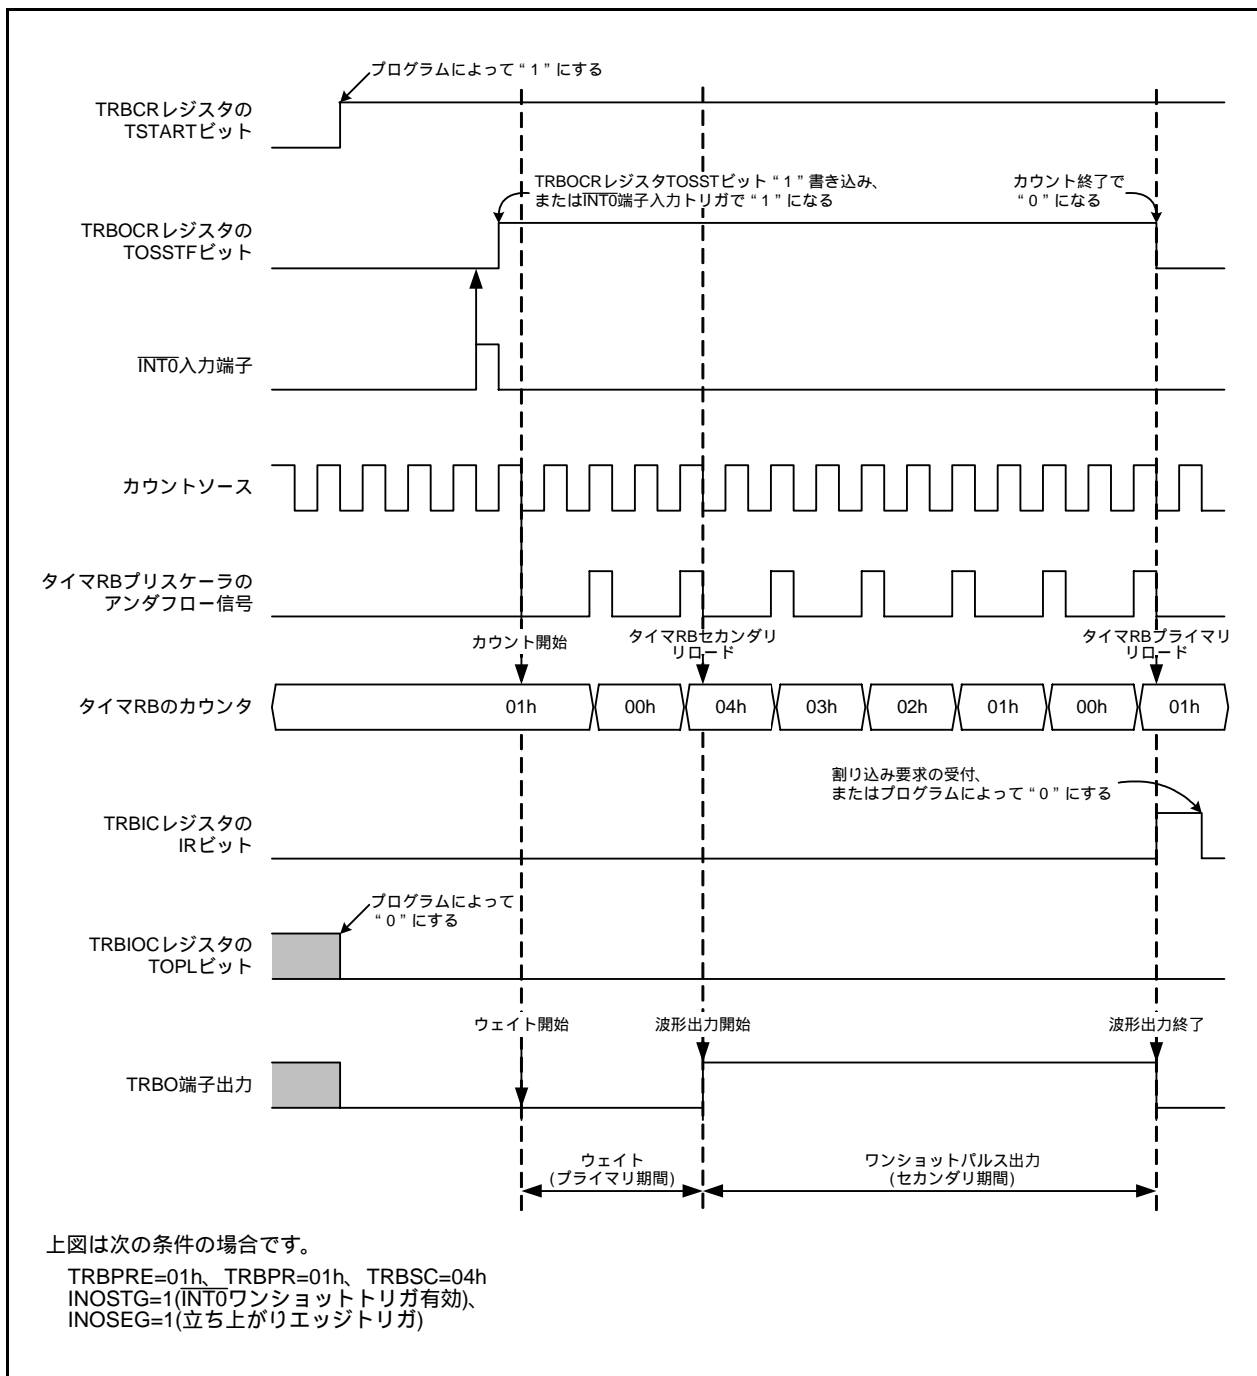 プログラムによって“1”にする
TRBCRレジスタの
TSTARTビット
TRBOCRレジスタTOSSTビット“1”書き込み、
またはINT0端子入力トリガで“1”になる
カウント終了で
“0”になる
TRBOCRレジスタの
TOSSTFビット
INT0入力端子
カウントソース
タイマRBプリスケーラの
アンダフロー信号
カウント開始
タイマRBセカンダリ
リロード
タイマRBプライマリ
リロード
タイマRBのカウンタ
01h 00h 04h 03h 02h 01h 00h 01h
割り込み要求の受付、
またはプログラムによって“0”にする
TRBICレジスタの
IRビット
プログラムによって
“0”にする
TRBIOCレジスタの
TOPLビット
ウェイト開始
波形出力開始
波形出力終了
TRBO端子出力
ウェイト
(プライマリ期間)
ワンショットパルス出力
(セカンダリ期間)
上図は次の条件の場合です。
TRBPRE=01h、TRBPR=01h、TRBSC=04h
INOSTG=1(INT0ワンショットトリガ有効)、
INOSEG=1(立ち上がりエッジトリガ)